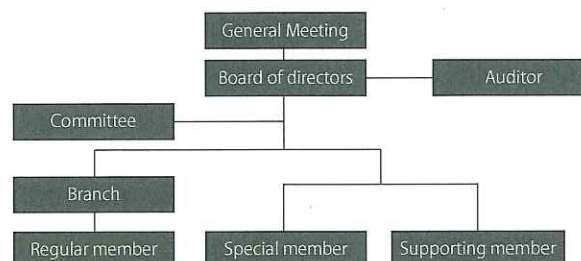 General Meeting
Board of directors
Auditor
Committee
Branch
Regular member
Special member
Supporting member